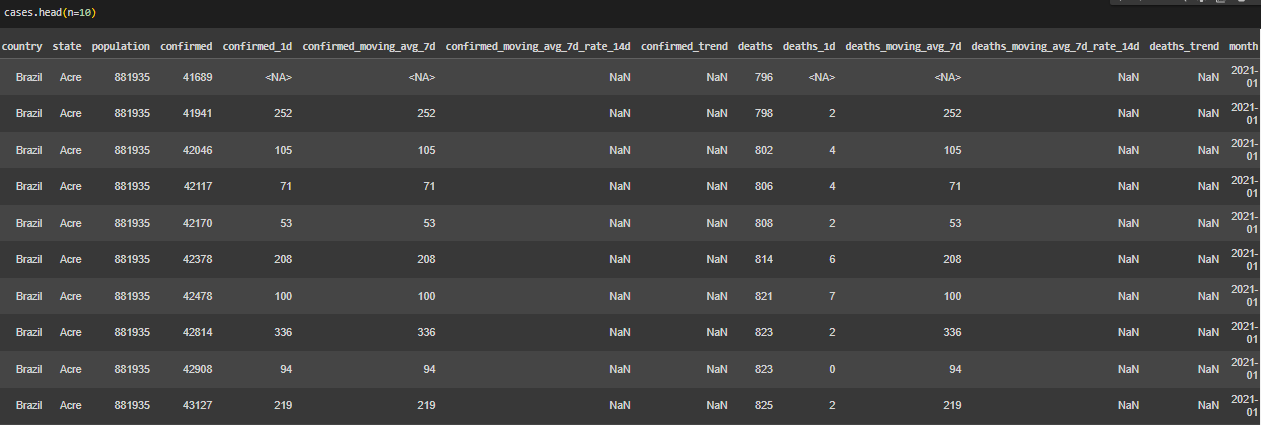 cases.head(n=10)
country state population confirmed confirmed_1d confirmed_moving_avg_7d confirmed_moving_avg_7d_rate_14d confirmed_trend deaths deaths_1d deaths_moving_avg_7d deaths_moving_avg_7d_rate_14d deaths_trend month
Brazil Acre 881935 41689 <NA> <NA> NaN NaN 796 <NA> <NA> NaN NaN 2021-
01
Brazil Acre 881935 41941 252 252 NaN NaN 798 2 252 NaN NaN 2021-
01
Brazil Acre 881935 42046 105 105 NaN NaN 802 4 105 NaN NaN 2021-
01
Brazil Acre 881935 42117 71 71 NaN NaN 806 4 71 NaN NaN 2021-
01
Brazil Acre 881935 42170 53 53 NaN NaN 808 2 53 NaN NaN 2021-
01
Brazil Acre 881935 42378 208 208 NaN NaN 814 6 208 NaN NaN 2021-
01
Brazil Acre 881935 42478 100 100 NaN NaN 821 7 100 NaN NaN 2021-
01
Brazil Acre 881935 42814 336 336 NaN NaN 823 2 336 NaN NaN 2021-
01
Brazil Acre 881935 42908 94 94 NaN NaN 823 0 94 NaN NaN 2021-
01
Brazil Acre 881935 43127 219 219 NaN NaN 825 2 219 NaN NaN 2021-
01